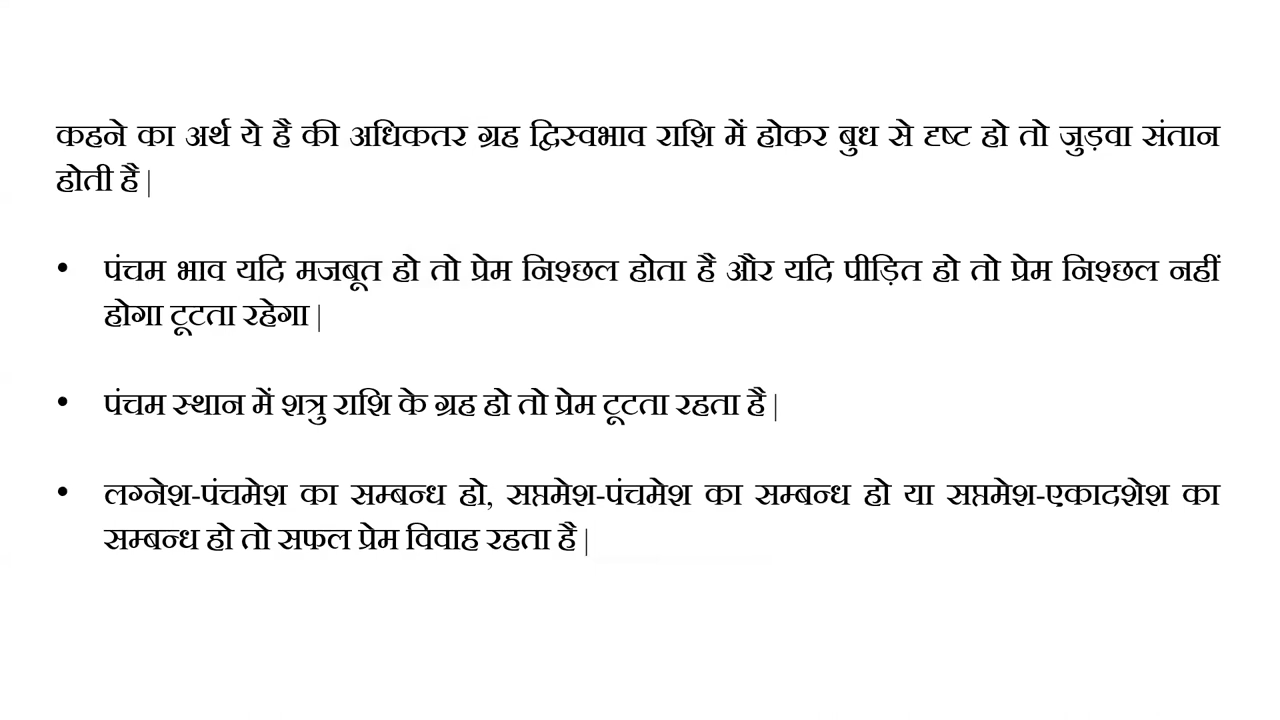 कहने का अर्थ ये है की अधिकतर ग्रह द्विस्वभाव राशि में होकर बुध से दृष्ट हो तो जुड़वा संतान
होती है |
• पंचम भाव यदि मजबूत हो तो प्रेम निश्छल होता है और यदि पीड़ित हो तो प्रेम निश्छल नहीं
होगा टूटता रहेगा |
• पंचम स्थान में शत्रु राशि के ग्रह हो तो प्रेम टूटता रहता है |
• लग्नेश-पंचमेश का सम्बन्ध हो, सप्तमेश-पंचमेश का सम्बन्ध हो या सप्तमेश-एकादशेश का
सम्बन्ध हो तो सफल प्रेम विवाह रहता है |